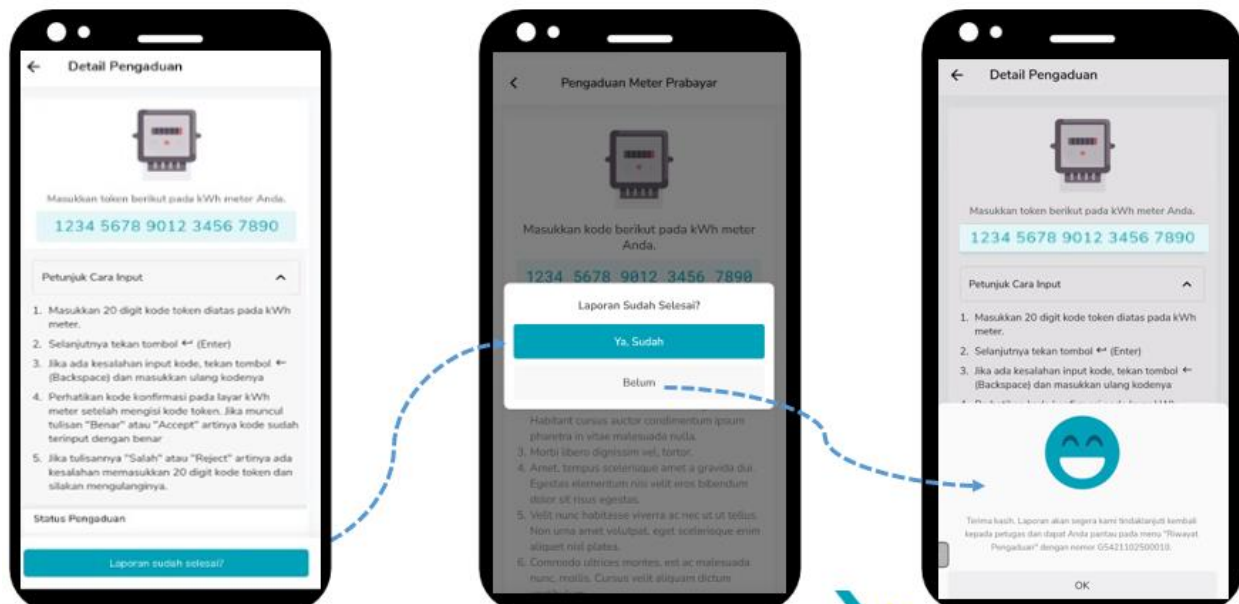 Detail Pengaduan
Masukkan token berikut pada kWh meter Anda.
1234 5678 9012 3456 7890
Petunjuk Cara Input
1. Masukkan 20 digit kode token diatas pada kWh
meter.
2. Selanjutnya tekan tombol ↵ (Enter)
3. Jika ada kesalahan input kode, tekan tombol ←
(Backspace) dan masukkan ulang kodenya
4. Perhatikan kode konfirmasi pada layar kWh
meter setelah mengisi kode token. Jika muncul
tulisan "Benar" atau "Accept" artinya kode sudah
terinput dengan benar
5. Jika tulisannya "Salah" atau "Reject" artinya ada
kesalahan memasukkan 20 digit kode token dan
silakan mengulanginya.
Status Pengaduan
Laporan sudah selesai?
Pengaduan Meter Prabayar
Masukkan kode berikut pada kWh meter
Anda.
1234 5678 9012 3456 7890
Laporan Sudah Selesai?
Ya, Sudah
Belum
Habitant cursus auctor condimentum ipsum
pharetra in vitae malesuada nulla.
3. Morbi libero dignissim vel, tortor.
4. Amet, tempus scelerisque amet a gravida dui.
Egestas elementum nisi velit eros bibendum
dolor sit risus egestas.
5. Velit nunc habitasse viverra ac nec ut ut tellus.
Non urna amet volutpat, eget scelerisque enim
aliquet nisl platea.
6. Commodo ultrices montes, est ac malesuada
nunc, mollis. Cursus velit aliquam dictum
Detail Pengaduan
Masukkan token berikut pada kWh meter Anda.
1234 5678 9012 3456 7890
Petunjuk Cara Input
1. Masukkan 20 digit kode token diatas pada kWh
meter.
2. Selanjutnya tekan tombol ↵ (Enter)
3. Jika ada kesalahan input kode, tekan tombol ←
(Backspace) dan masukkan ulang kodenya
Terima kasih. Laporan akan segera kami tindaklanjuti kembali
kepada petugas dan dapat Anda pantau pada menu "Riwayat
Pengaduan" dengan nomor G5421102500010.
OK